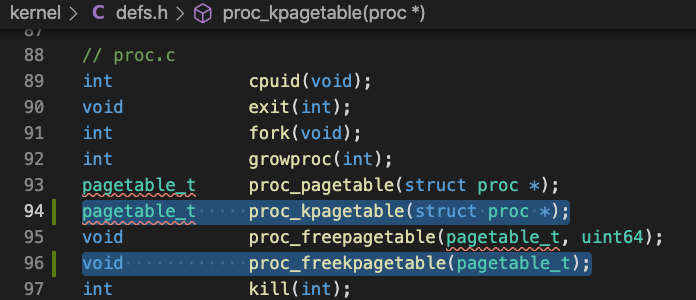 kernel > C defs.h > proc_kpagetable(proc *)
87
88 // proc.c
89 int cpuid(void);
90 void exit(int);
91 int fork(void);
92 int growproc(int);
93 pagetable_t proc_pagetable(struct proc *);
94 pagetable_t proc_kpagetable(struct proc *);
95 void proc_freepagetable(pagetable_t, uint64);
96 void proc_freekpagetable(pagetable_t);
97 int kill(int);